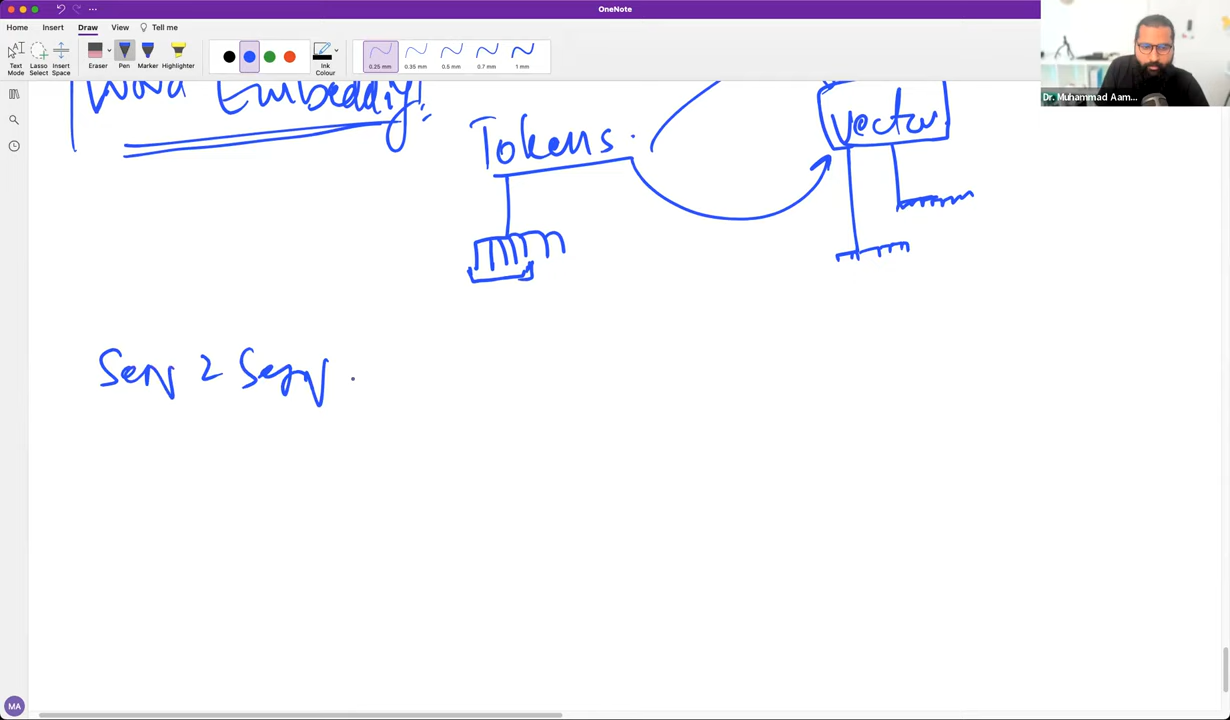 OneNote
Home Insert Draw View Tell me
Text Mode
Lasso Select
Insert Space
Eraser
Pen
Marker
Highlighter
Ink Colour
0.25 mm
0.35 mm
0.5 mm
0.7 mm
1 mm
Dr. Muhammad Aam...
Word Embeddig!
Tokens.
vector
Seq 2 Seq
MA